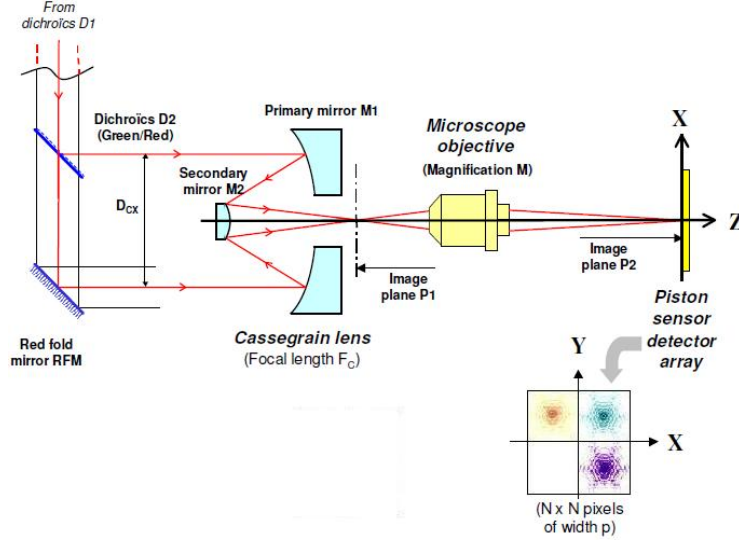 From
dichroïcs D1
Dichroïcs D2
(Green/Red)
Primary mirror M1
Microscope
objective
(Magnification M)
X
Secondary
mirror M2
D_CX
Z
Image
plane P1
Image
plane P2
Red fold
mirror RFM
Cassegrain lens
(Focal length F_C)
Piston
sensor
detector
array
Y
X
(N x N pixels
of width p)